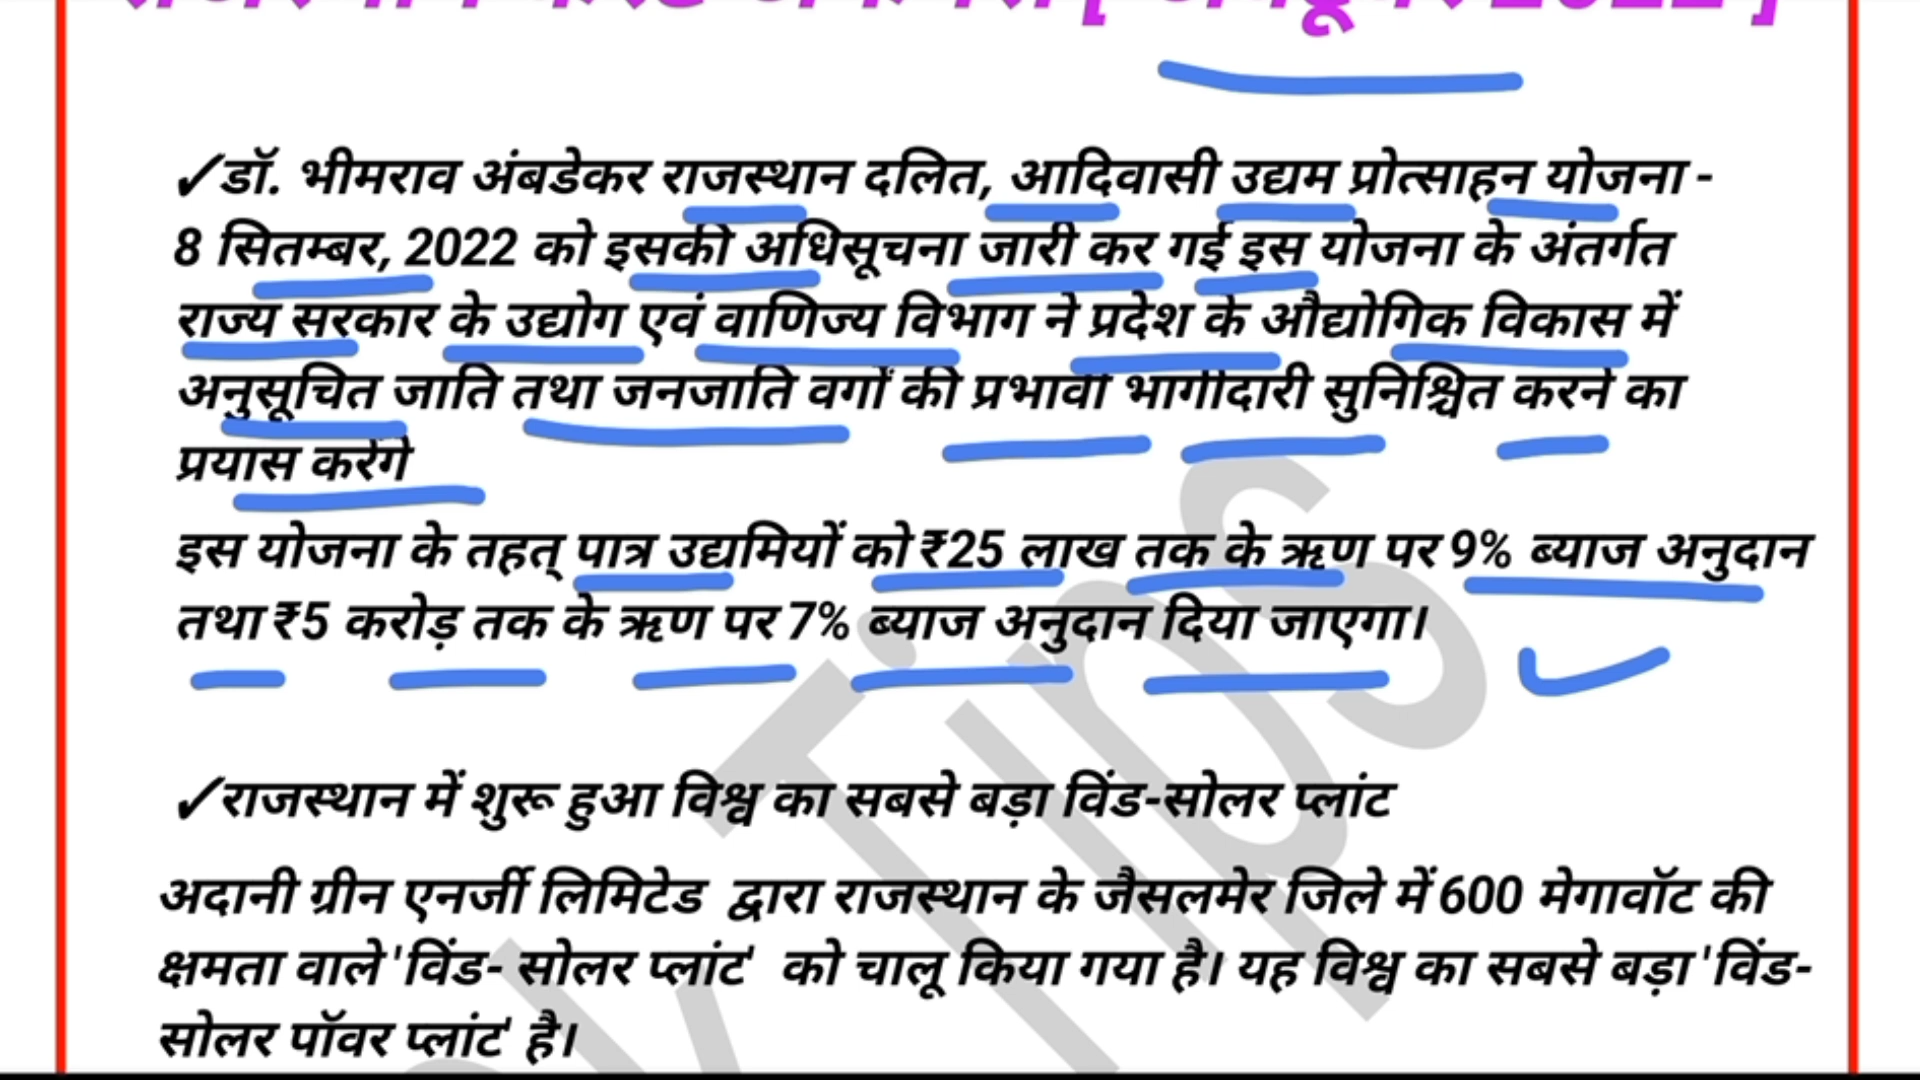 2022 ]
✓डॉ. भीमराव अंबडेकर राजस्थान दलित, आदिवासी उद्यम प्रोत्साहन योजना -
8 सितम्बर, 2022 को इसकी अधिसूचना जारी कर गई इस योजना के अंतर्गत
राज्य सरकार के उद्योग एवं वाणिज्य विभाग ने प्रदेश के औद्योगिक विकास में
अनुसूचित जाति तथा जनजाति वर्गों की प्रभावी भागीदारी सुनिश्चित करने का
प्रयास करेंगे
इस योजना के तहत् पात्र उद्यमियों को ₹25 लाख तक के ऋण पर 9% ब्याज अनुदान
तथा ₹5 करोड़ तक के ऋण पर 7% ब्याज अनुदान दिया जाएगा।
✓राजस्थान में शुरू हुआ विश्व का सबसे बड़ा विंड-सोलर प्लांट
अदानी ग्रीन एनर्जी लिमिटेड द्वारा राजस्थान के जैसलमेर जिले में 600 मेगावॉट की
क्षमता वाले 'विंड- सोलर प्लांट' को चालू किया गया है। यह विश्व का सबसे बड़ा 'विंड-
सोलर पॉवर प्लांट' है।
k Tips